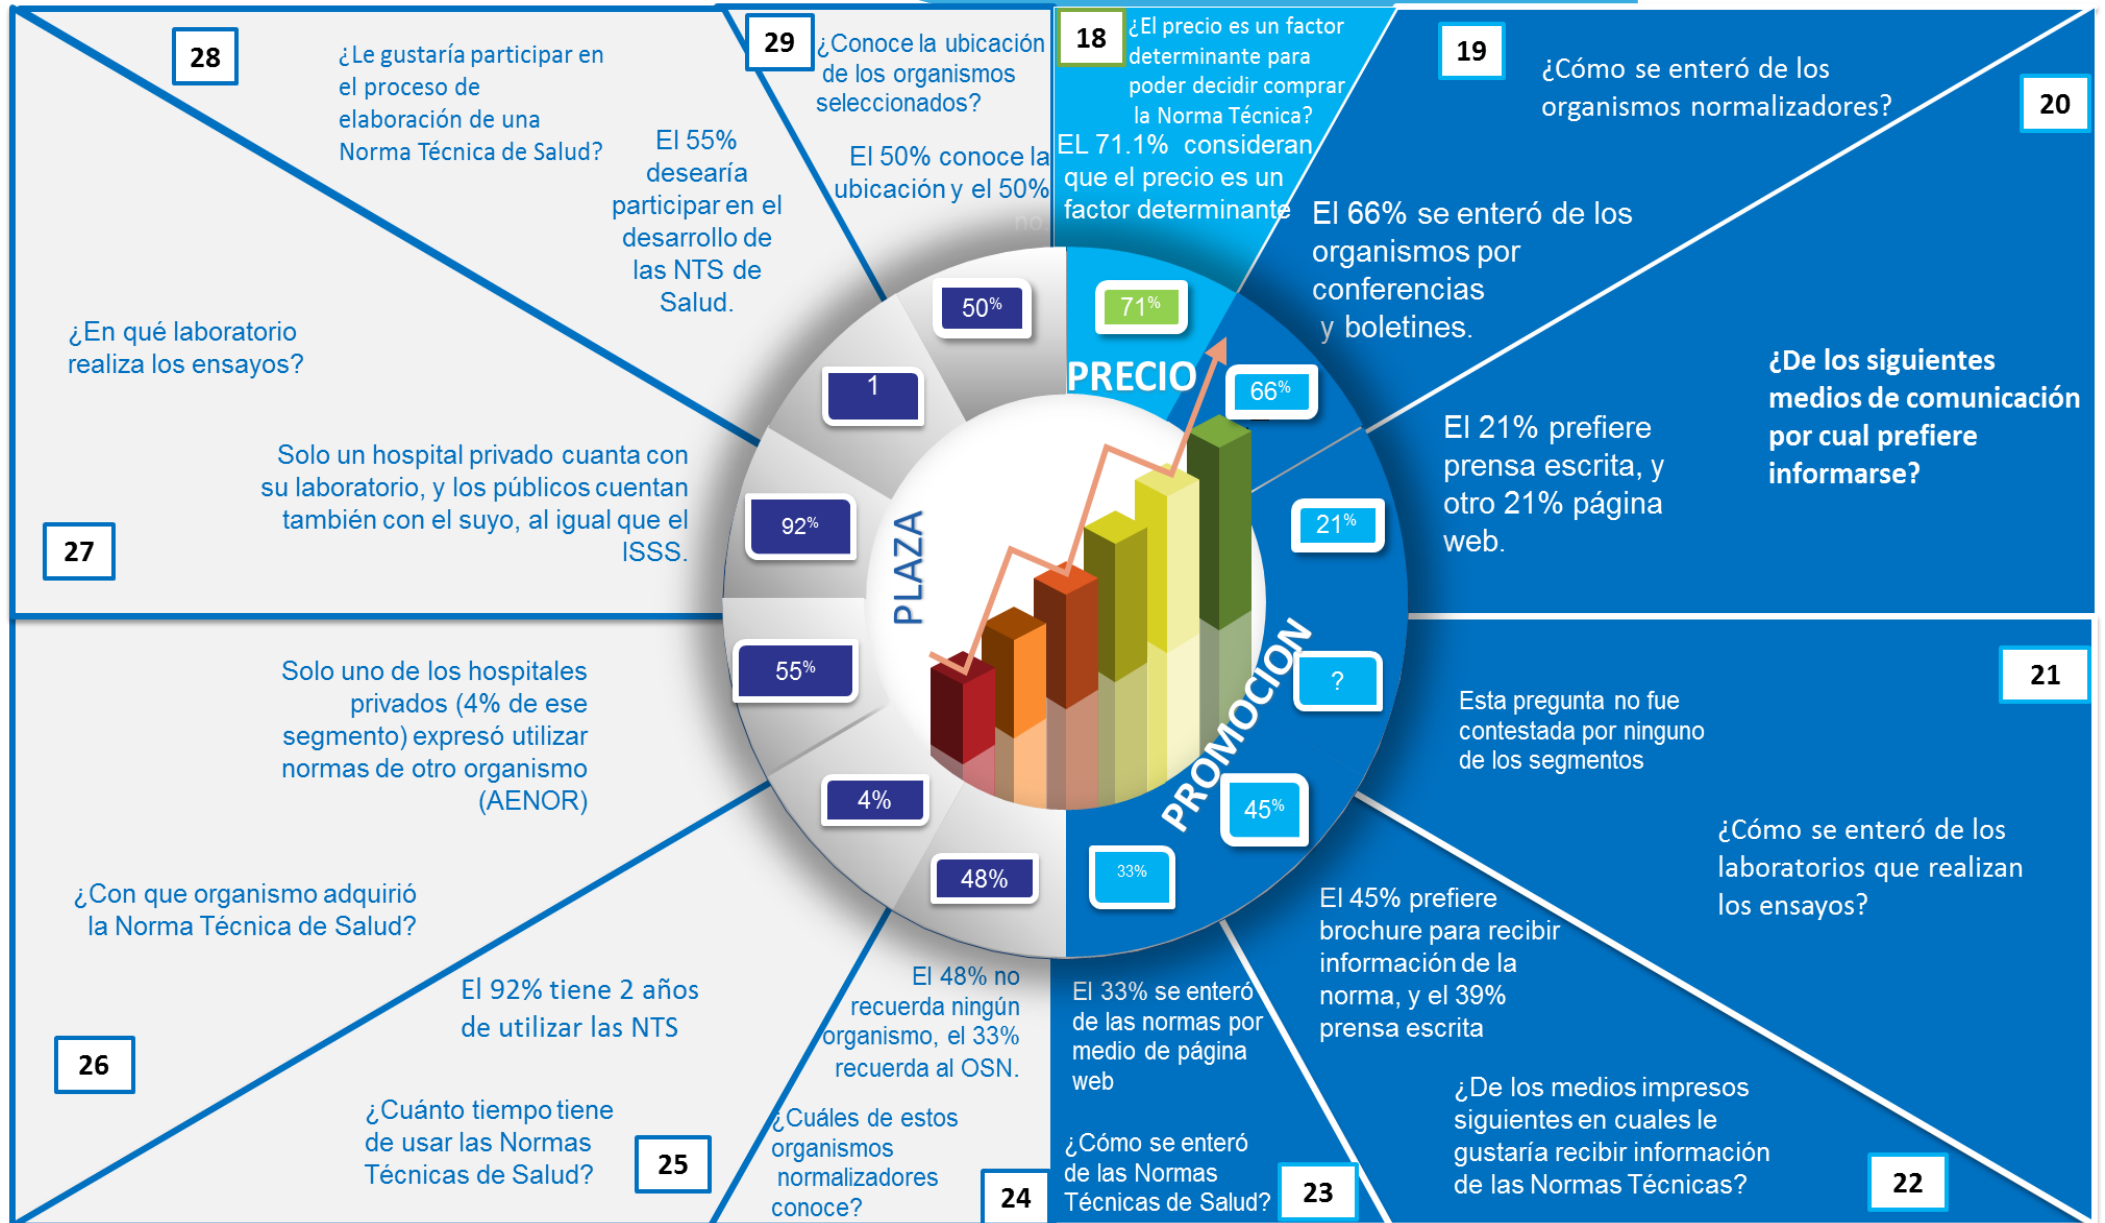 28
¿Le gustaría participar en
el proceso de
elaboración de una
Norma Técnica de Salud?
El 55%
desearía
participar en el
desarrollo de
las NTS de
Salud.
29
¿Conoce la ubicación
de los organismos
seleccionados?
El 50% conoce la
ubicación y el 50%
no.
18
¿El precio es un factor
determinante para
poder decidir comprar
la Norma Técnica?
EL 71.1% consideran
que el precio es un
factor determinante
19
¿Cómo se enteró de los
organismos normalizadores?
El 66% se enteró de los
organismos por
conferencias
y boletines.
20
¿De los siguientes
medios de comunicación
por cual prefiere
informarse?
El 21% prefiere
prensa escrita, y
otro 21% página
web.
¿En qué laboratorio
realiza los ensayos?
Solo un hospital privado cuanta con
su laboratorio, y los públicos cuentan
también con el suyo, al igual que el
ISSS.
27
50%
71%
PRECIO
1
66%
92%
21%
PLAZA
55%
?
PROMOCION
4%
45%
48%
33%
Solo uno de los hospitales
privados (4% de ese
segmento) expresó utilizar
normas de otro organismo
(AENOR)
¿Con que organismo adquirió
la Norma Técnica de Salud?
26
El 92% tiene 2 años
de utilizar las NTS
¿Cuánto tiempo tiene
de usar las Normas
Técnicas de Salud?
25
El 48% no
recuerda ningún
organismo, el 33%
recuerda al OSN.
¿Cuáles de estos
organismos
normalizadores
conoce?
24
El 33% se enteró
de las normas por
medio de página
web
¿Cómo se enteró
de las Normas
Técnicas de Salud?
23
El 45% prefiere
brochure para recibir
información de la
norma, y el 39%
prensa escrita
¿De los medios impresos
siguientes en cuales le
gustaría recibir información
de las Normas Técnicas?
22
21
Esta pregunta no fue
contestada por ninguno
de los segmentos
¿Cómo se enteró de los
laboratorios que realizan
los ensayos?